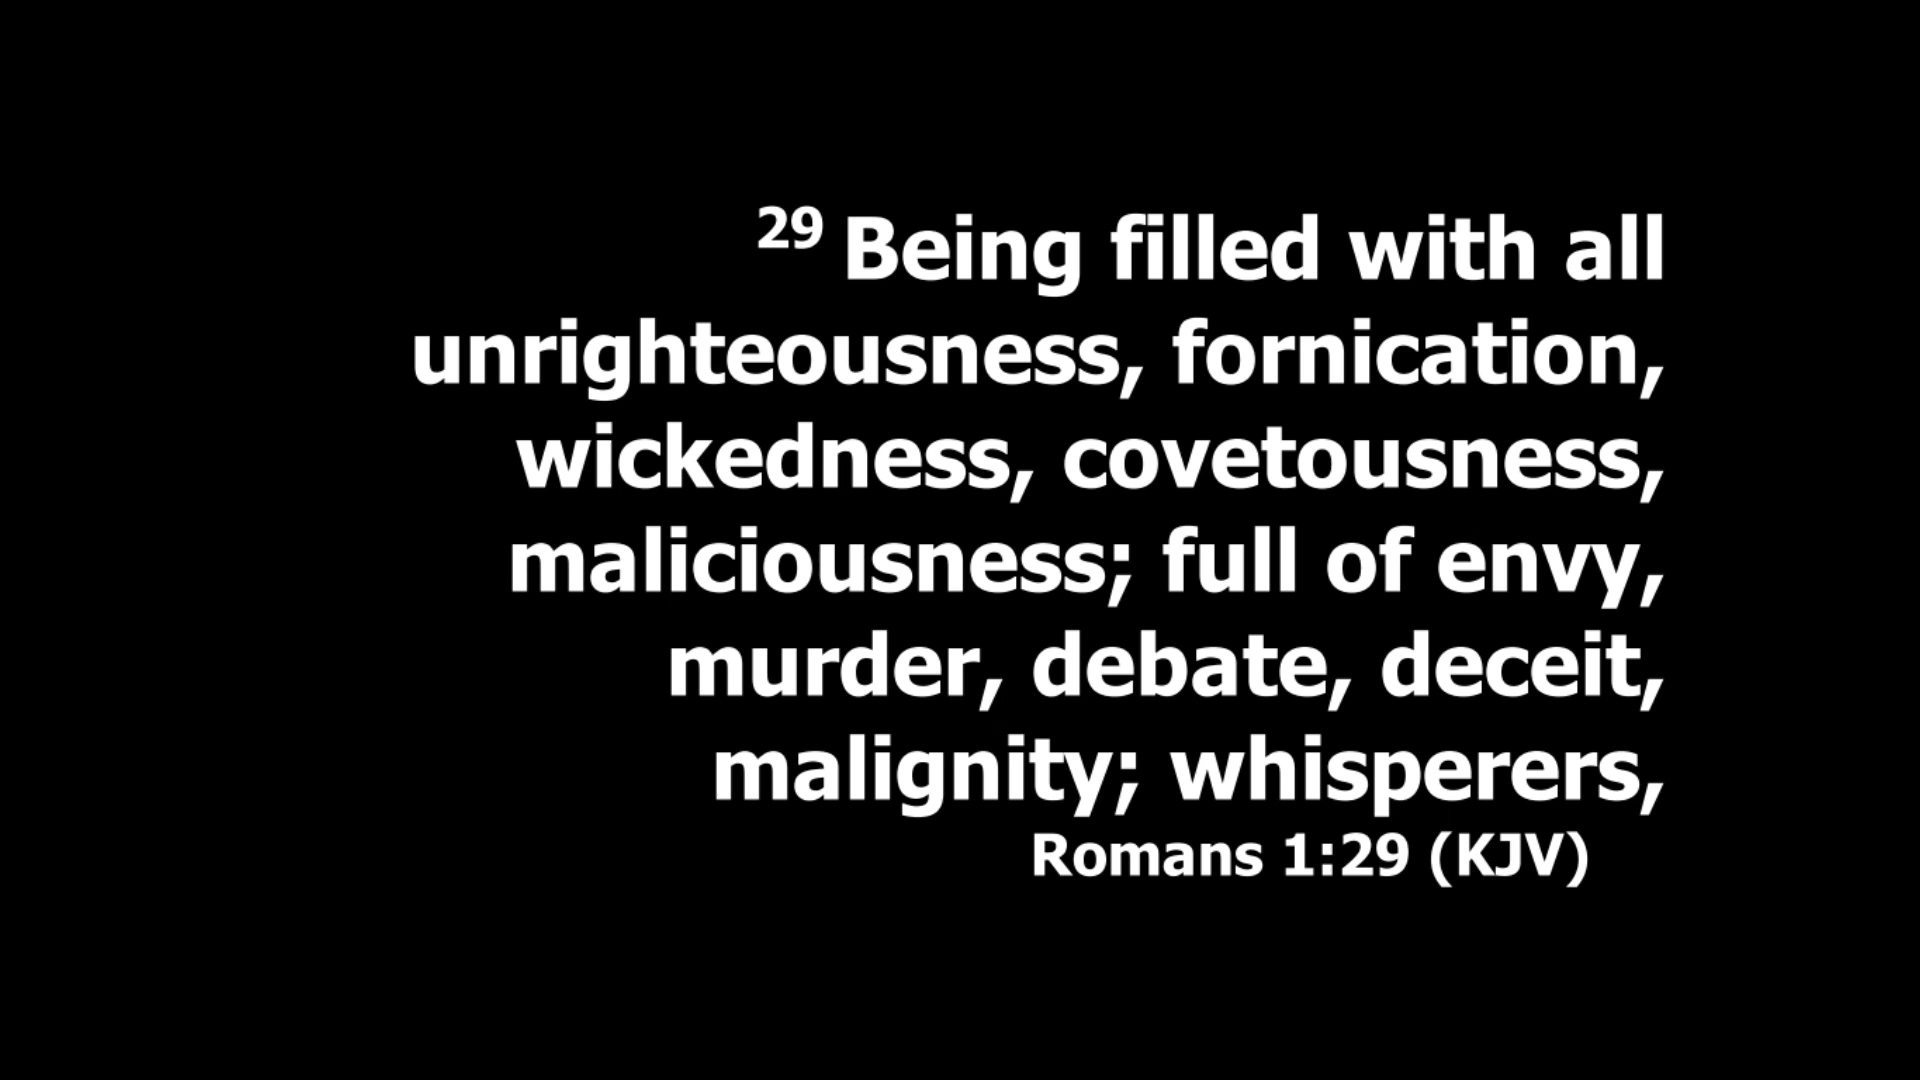 29 Being filled with all
unrighteousness, fornication,
wickedness, covetousness,
maliciousness; full of envy,
murder, debate, deceit,
malignity; whisperers,
Romans 1:29 (KJV)